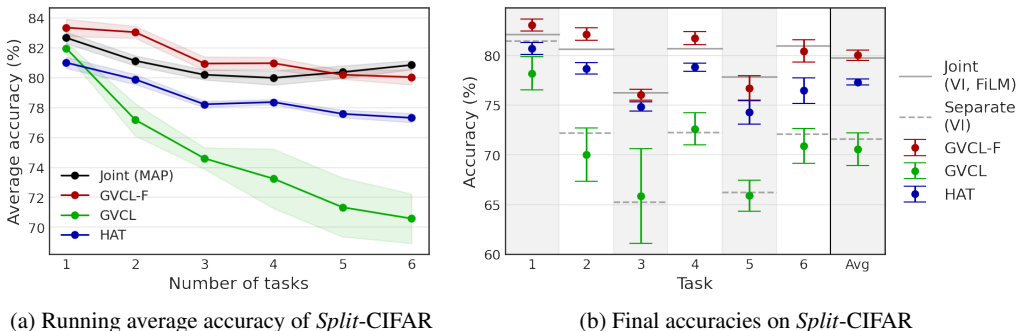 84
82
80
78
76
74
72
70
Average accuracy (%)
Joint (MAP)
GVCL-F
GVCL
HAT
1 2 3 4 5 6
Number of tasks
(a) Running average accuracy of Split-CIFAR
80
75
70
65
60
Accuracy (%)
1 2 3 4 5 6 Avg
Task
Joint
(VI, FiLM)
Separate
(VI)
GVCL-F
GVCL
HAT
(b) Final accuracies on Split-CIFAR